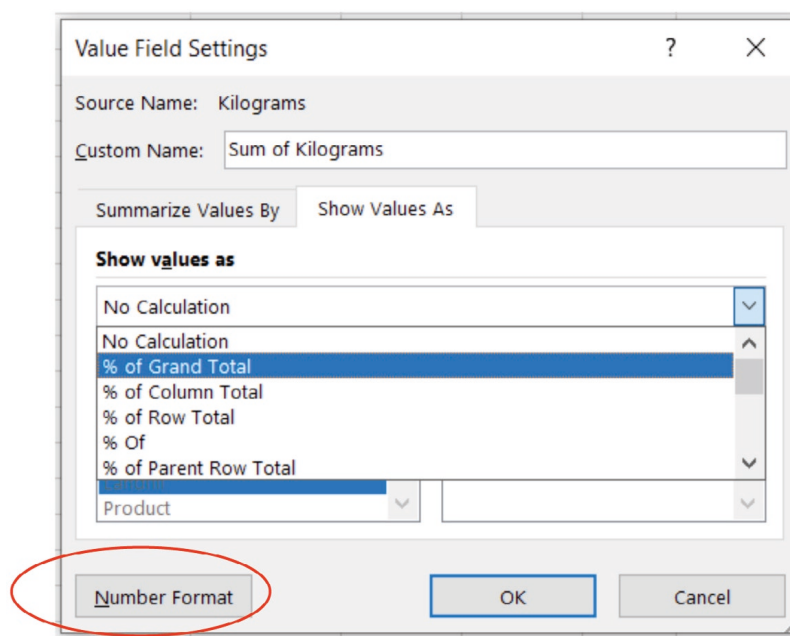 Value Field Settings ?
Source Name: Kilograms
Custom Name: Sum of Kilograms
Summarize Values By Show Values As
Show values as
No Calculation
No Calculation
% of Grand Total
% of Column Total
% of Row Total
% Of
% of Parent Row Total
Product
Number Format OK Cancel